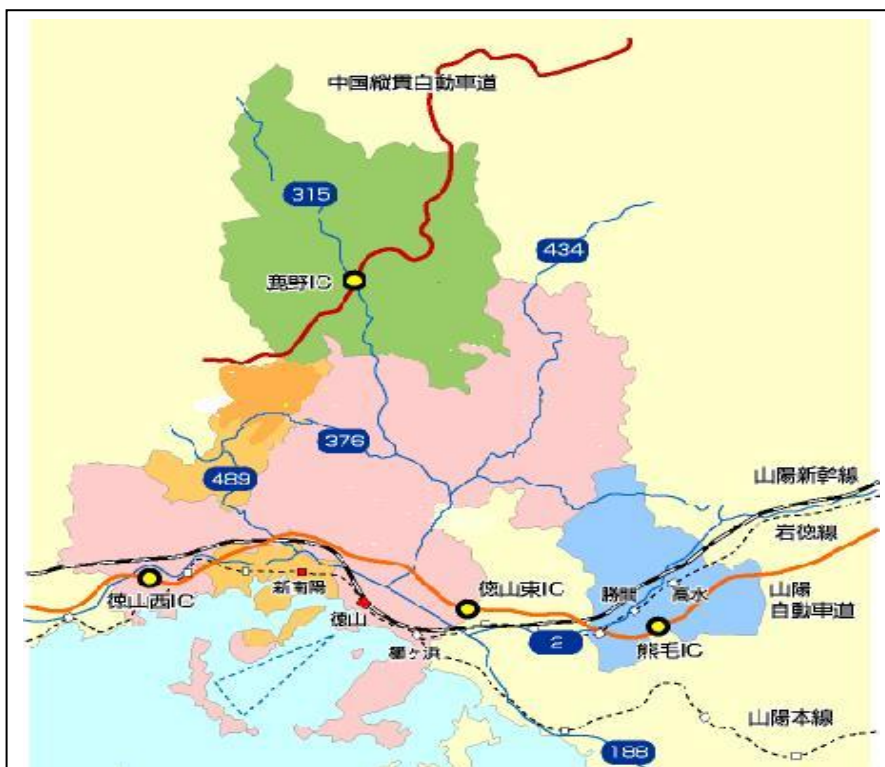 中国縦貫自動車道
315
434
鹿野IC
376
489
山陽新幹線
岩徳線
新南陽
徳山東IC
勝間
高水
山陽
自動車道
徳山西IC
徳山
櫛ヶ浜
2
熊毛IC
山陽本線
188